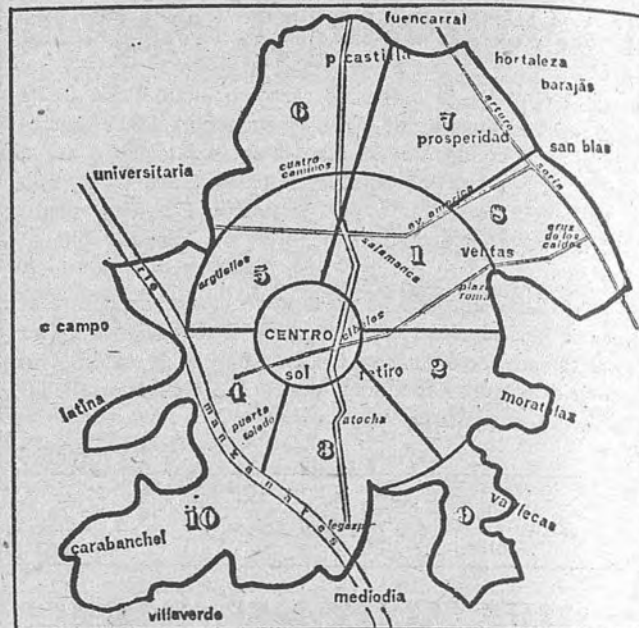 fuencarral
p castilla
hortaleza
barajas
6
7
prosperidad
arturo
soria
san blas
universitaria
cuatro
caminos
av. america
8
cruz
de los
caidos
salamanca
1
ventas
argüelles
5
plaza
roma
rio
manzanares
c campo
CENTRO
cibeles
sol
retiro
2
4
latina
puerta
toledo
atocha
moratalaz
3
10
9
vallecas
legazpi
carabanchel
mediodia
villaverde